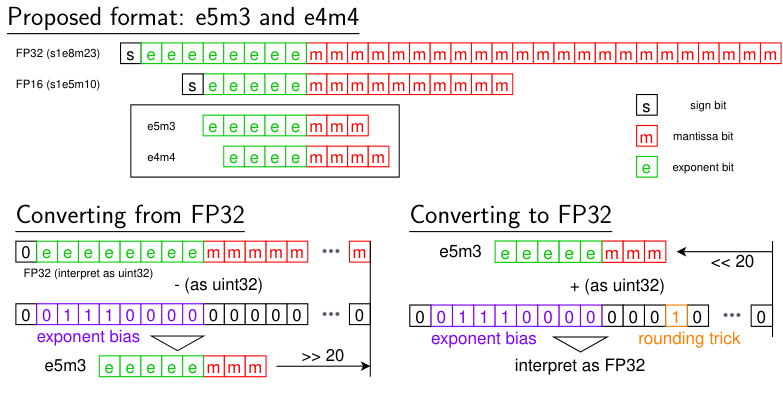 Proposed format: e5m3 and e4m4
FP32 (s1e8m23) s e e e e e e e e m m m m m m m m m m m m m m m m m m m m m m m
FP16 (s1e5m10) s e e e e e m m m m m m m m m m
e5m3 e e e e e m m m
e4m4 e e e e m m m m
s sign bit
m mantissa bit
e exponent bit
Converting from FP32
0 e e e e e e e e m m m m m ••• m
FP32 (interpret as uint32)
- (as uint32)
0 0 1 1 1 0 0 0 0 0 0 0 0 0 ••• 0
exponent bias
e5m3 e e e e e m m m >> 20
Converting to FP32
e5m3 e e e e e m m m << 20
+ (as uint32)
0 0 1 1 1 0 0 0 0 0 0 0 1 0 ••• 0
exponent bias rounding trick
interpret as FP32